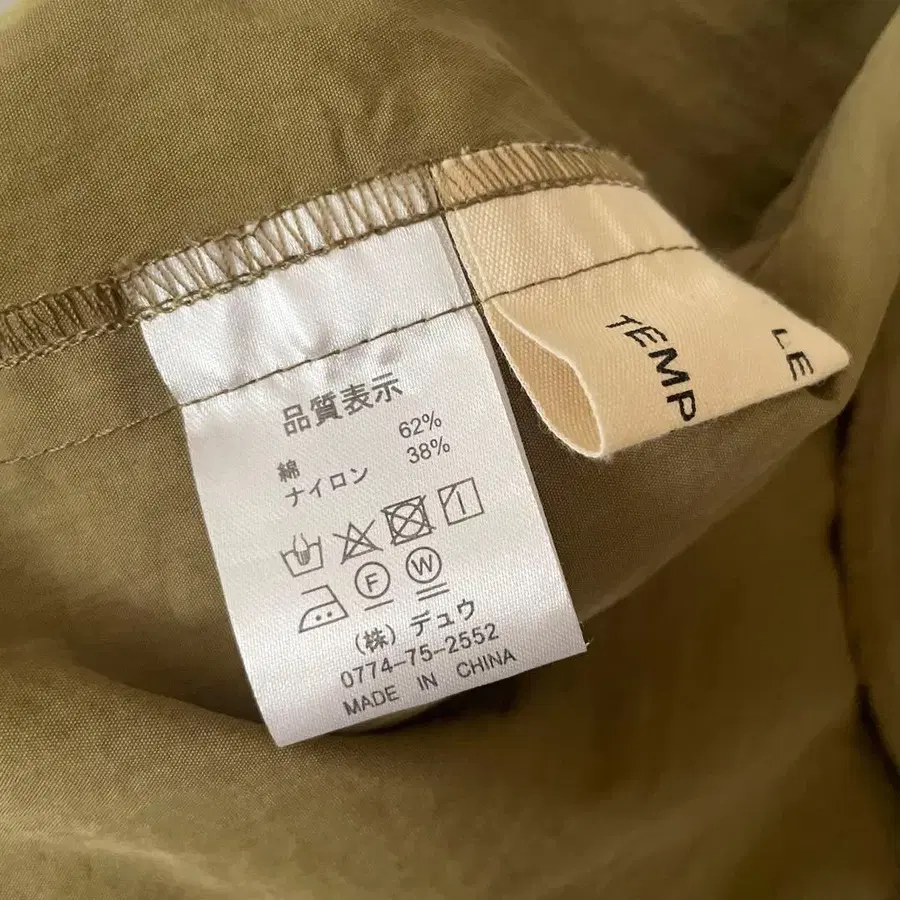 品質表示
綿 62%
ナイロン 38%
F W
(株) デュウ
0774-75-2552
MADE IN CHINA
LE
TEMP